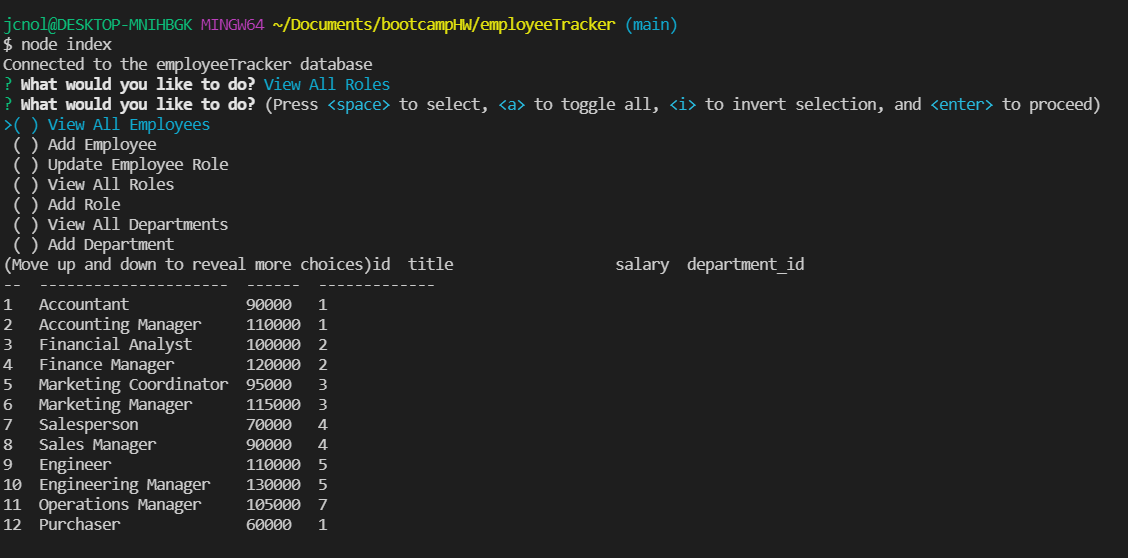 jcnol@DESKTOP-MNIHBGK MINGW64 ~/Documents/bootcampHW/employeeTracker (main)
$ node index
Connected to the employeeTracker database
? What would you like to do? View All Roles
? What would you like to do? (Press <space> to select, <a> to toggle all, <i> to invert selection, and <enter> to proceed)
>( ) View All Employees
 ( ) Add Employee
 ( ) Update Employee Role
 ( ) View All Roles
 ( ) Add Role
 ( ) View All Departments
 ( ) Add Department
(Move up and down to reveal more choices)id  title                  salary  department_id
--  ---------------------  ------  -------------
1   Accountant             90000   1
2   Accounting Manager     110000  1
3   Financial Analyst      100000  2
4   Finance Manager        120000  2
5   Marketing Coordinator  95000   3
6   Marketing Manager      115000  3
7   Salesperson            70000   4
8   Sales Manager          90000   4
9   Engineer               110000  5
10  Engineering Manager    130000  5
11  Operations Manager     105000  7
12  Purchaser              60000   1